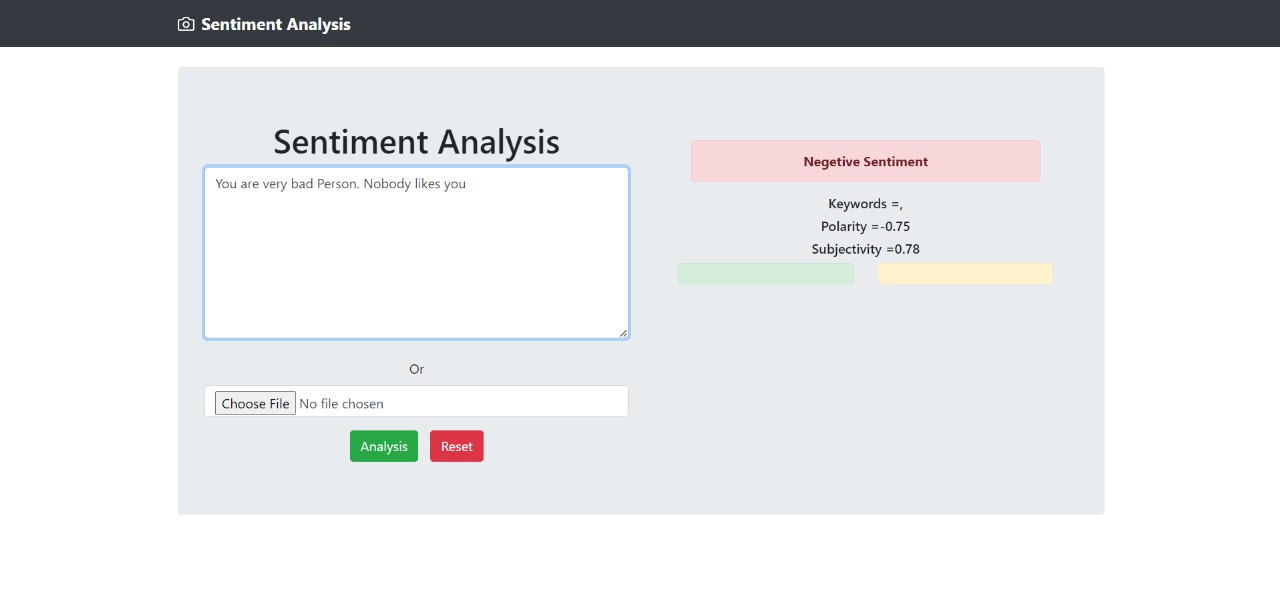 Sentiment Analysis
Sentiment Analysis
You are very bad Person. Nobody likes you
Or
Choose File No file chosen
Analysis Reset
Negetive Sentiment
Keywords =,
Polarity =-0.75
Subjectivity =0.78